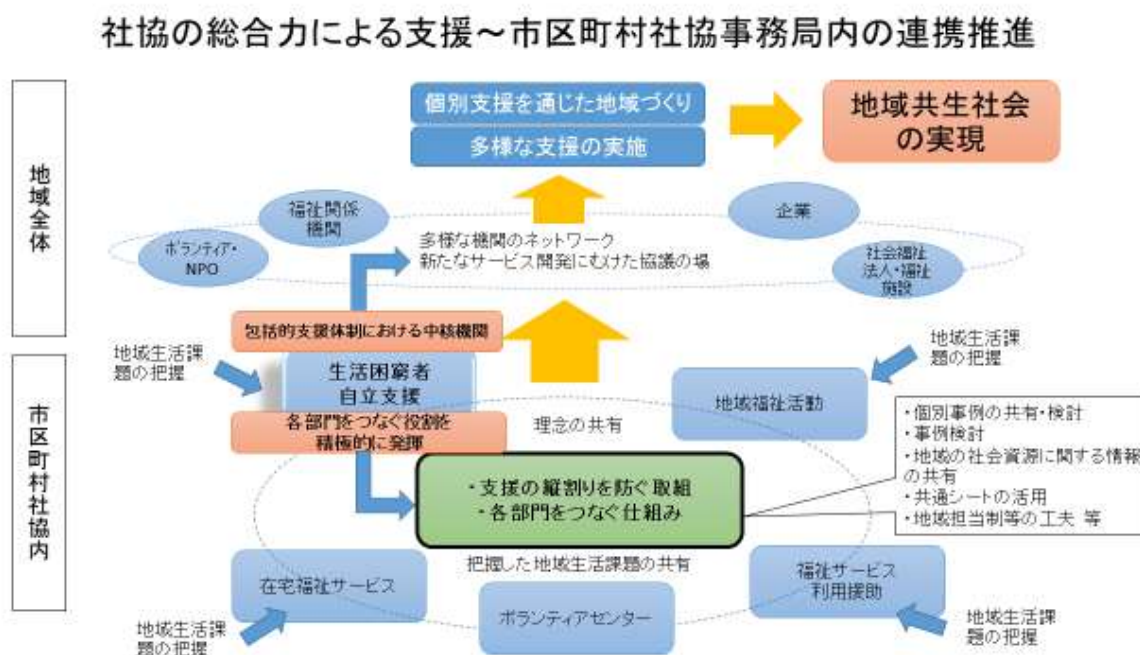 社協の総合力による支援~市区町村社協事務局内の連携推進
地域全体
個別支援を通じた地域づくり
多様な支援の実施
地域共生社会
の実現
福祉関係
機関
企業
ボランティア・
NPO
多様な機関のネットワーク
新たなサービス開発にむけた協議の場
社会福祉
法人・福祉
施設
包括的支援体制における中核機関
地域生活課
題の把握
生活困窮者
自立支援
各部門をつなぐ役割を
積極的に発揮
地域生活課
題の把握
地域福祉活動
理念の共有
市区町村社協内
・支援の縦割りを防ぐ取組
・各部門をつなぐ仕組み
・個別事例の共有・検討
・事例検討
・地域の社会資源に関する情報
の共有
・共通シートの活用
・地域担当制等の工夫 等
把握した地域生活課題の共有
在宅福祉サービス
ボランティアセンター
福祉サービス
利用援助
地域生活課
題の把握
地域生活課
題の把握